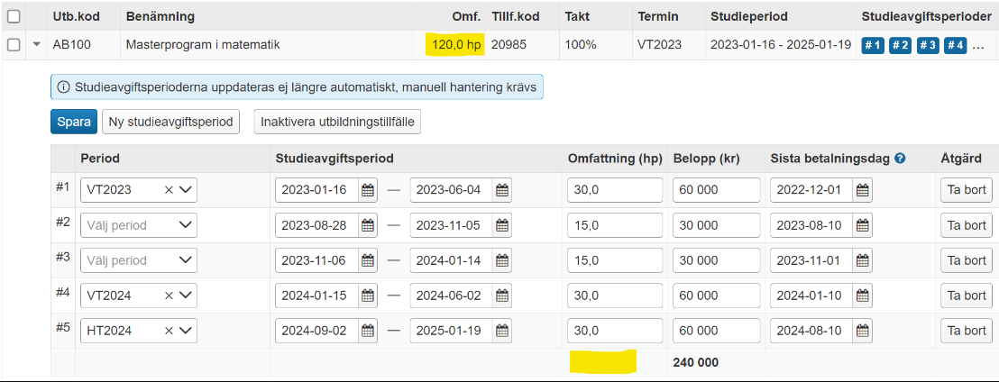 Utb.kod Benämning Omf. Tillf.kod Takt Termin Studieperiod Studieavgiftsperioder
AB100 Masterprogram i matematik 120,0 hp 20985 100% VT2023 2023-01-16 - 2025-01-19 # 1 # 2 # 3 # 4 ...
Studieavgiftsperioderna uppdateras ej längre automatiskt, manuell hantering krävs
Spara Ny studieavgiftsperiod Inaktivera utbildningstillfälle
Period Studieavgiftsperiod Omfattning (hp) Belopp (kr) Sista betalningsdag ? Åtgärd
#1 VT2023 × 2023-01-16 — 2023-06-04 30,0 60 000 2022-12-01 Ta bort
#2 Välj period 2023-08-28 — 2023-11-05 15,0 30 000 2023-08-10 Ta bort
#3 Välj period 2023-11-06 — 2024-01-14 15,0 30 000 2023-11-01 Ta bort
#4 VT2024 × 2024-01-15 — 2024-06-02 30,0 60 000 2024-01-10 Ta bort
#5 HT2024 × 2024-09-02 — 2025-01-19 30,0 60 000 2024-08-10 Ta bort
240 000